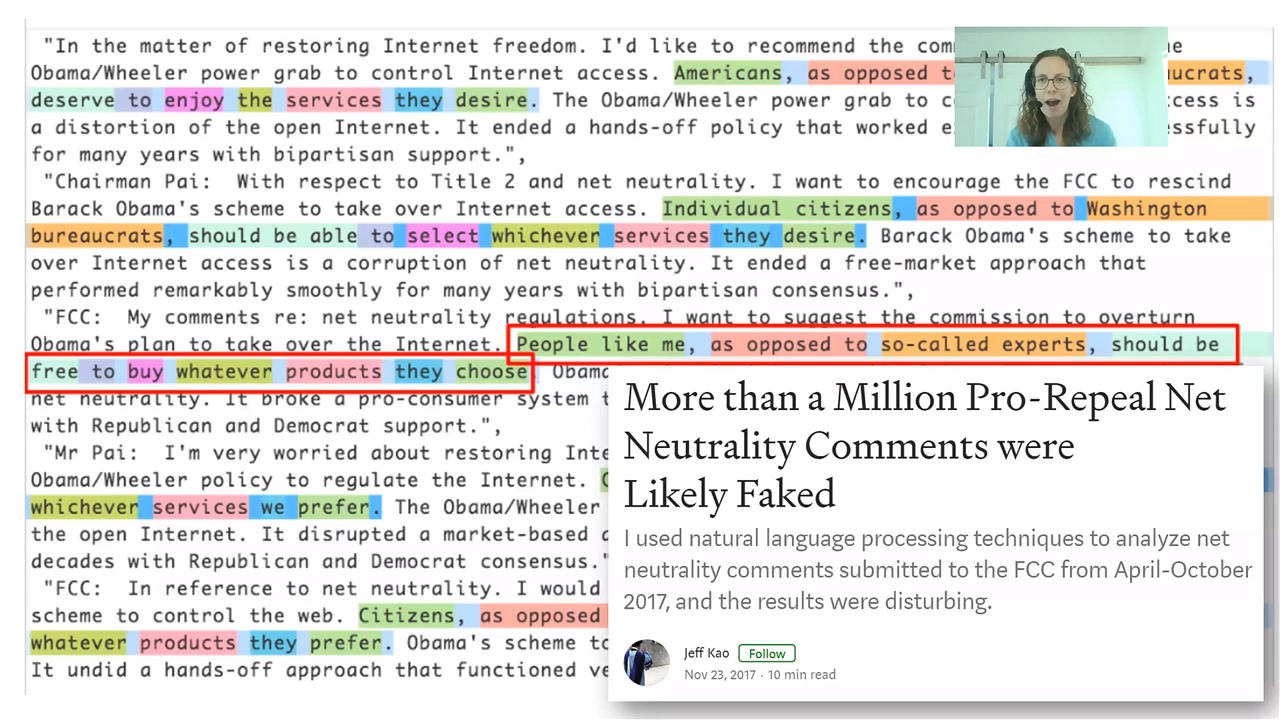 "In the matter of restoring Internet freedom. I'd like to recommend the
Obama/Wheeler power grab to control Internet access. Americans, as opposed
deserve to enjoy the services they desire. The Obama/Wheeler power grab to
a distortion of the open Internet. It ended a hands-off policy that worked
for many years with bipartisan support.",
"Chairman Pai: With respect to Title 2 and net neutrality. I want to encourage the FCC to rescind
Barack Obama's scheme to take over Internet access. Individual citizens, as opposed to Washington
bureaucrats, should be able to select whichever services they desire. Barack Obama's scheme to take
over Internet access is a corruption of net neutrality. It ended a free-market approach that
performed remarkably smoothly for many years with bipartisan consensus.",
"FCC: My comments re: net neutrality regulations. I want to suggest the commission to overturn
Obama's plan to take over the Internet. People like me, as opposed to so-called experts, should be
free to buy whatever products they choose.
net neutrality. It broke a pro-consumer system
with Republican and Democrat support.",
"Mr Pai: I'm very worried about restoring
Obama/Wheeler policy to regulate the Internet.
whichever services we prefer. The Obama/Wheeler
the open Internet. It disrupted a market-based
decades with Republican and Democrat consensus."
"FCC: In reference to net neutrality. I would
scheme to control the web. Citizens, as opposed
whatever products they prefer. Obama's scheme
It undid a hands-off approach that functioned
More than a Million Pro-Repeal Net
Neutrality Comments were
Likely Faked
I used natural language processing techniques to analyze net
neutrality comments submitted to the FCC from April-October
2017, and the results were disturbing.
Jeff Kao Follow
Nov 23, 2017 · 10 min read